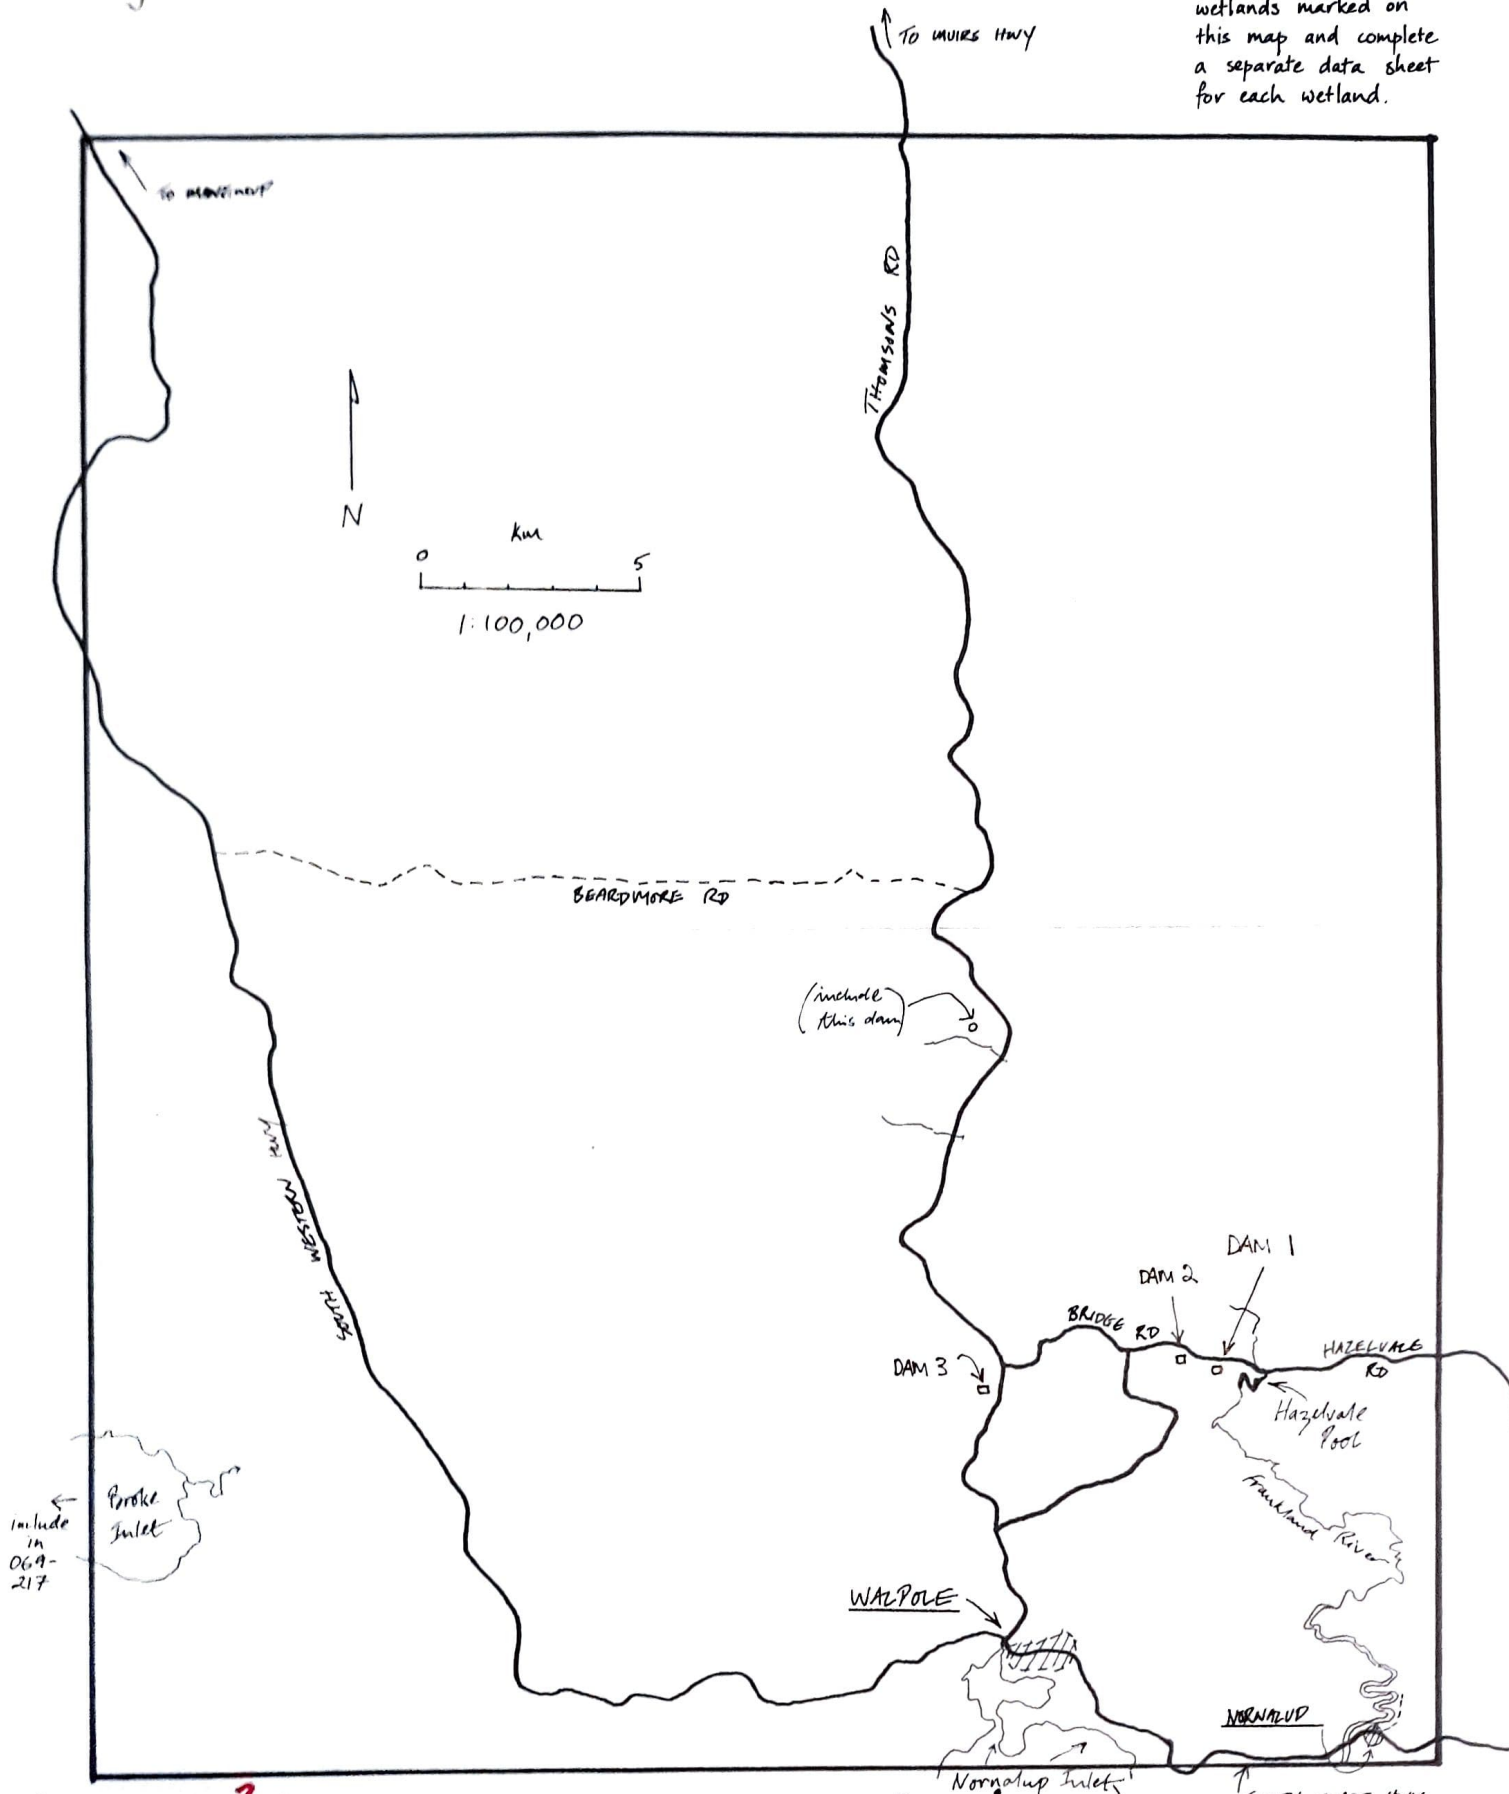 wetlands marked on
this map and complete
a separate data sheet
for each wetland.
TO MUIRS HWY
TO
THOMSONS RD
N
Km
0 5
1:100,000
BEARDMORE RD
(include
this dam)
SOUTH WESTERN HWY
DAM 1
DAM 2
BRIDGE RD
HAZELVALE
RD
DAM 3
Hazelvale
Pool
Frankland River
Broke
Inlet
←
include
in
069-
217
WALPOLE
NORNALUP
Nornalup Inlet